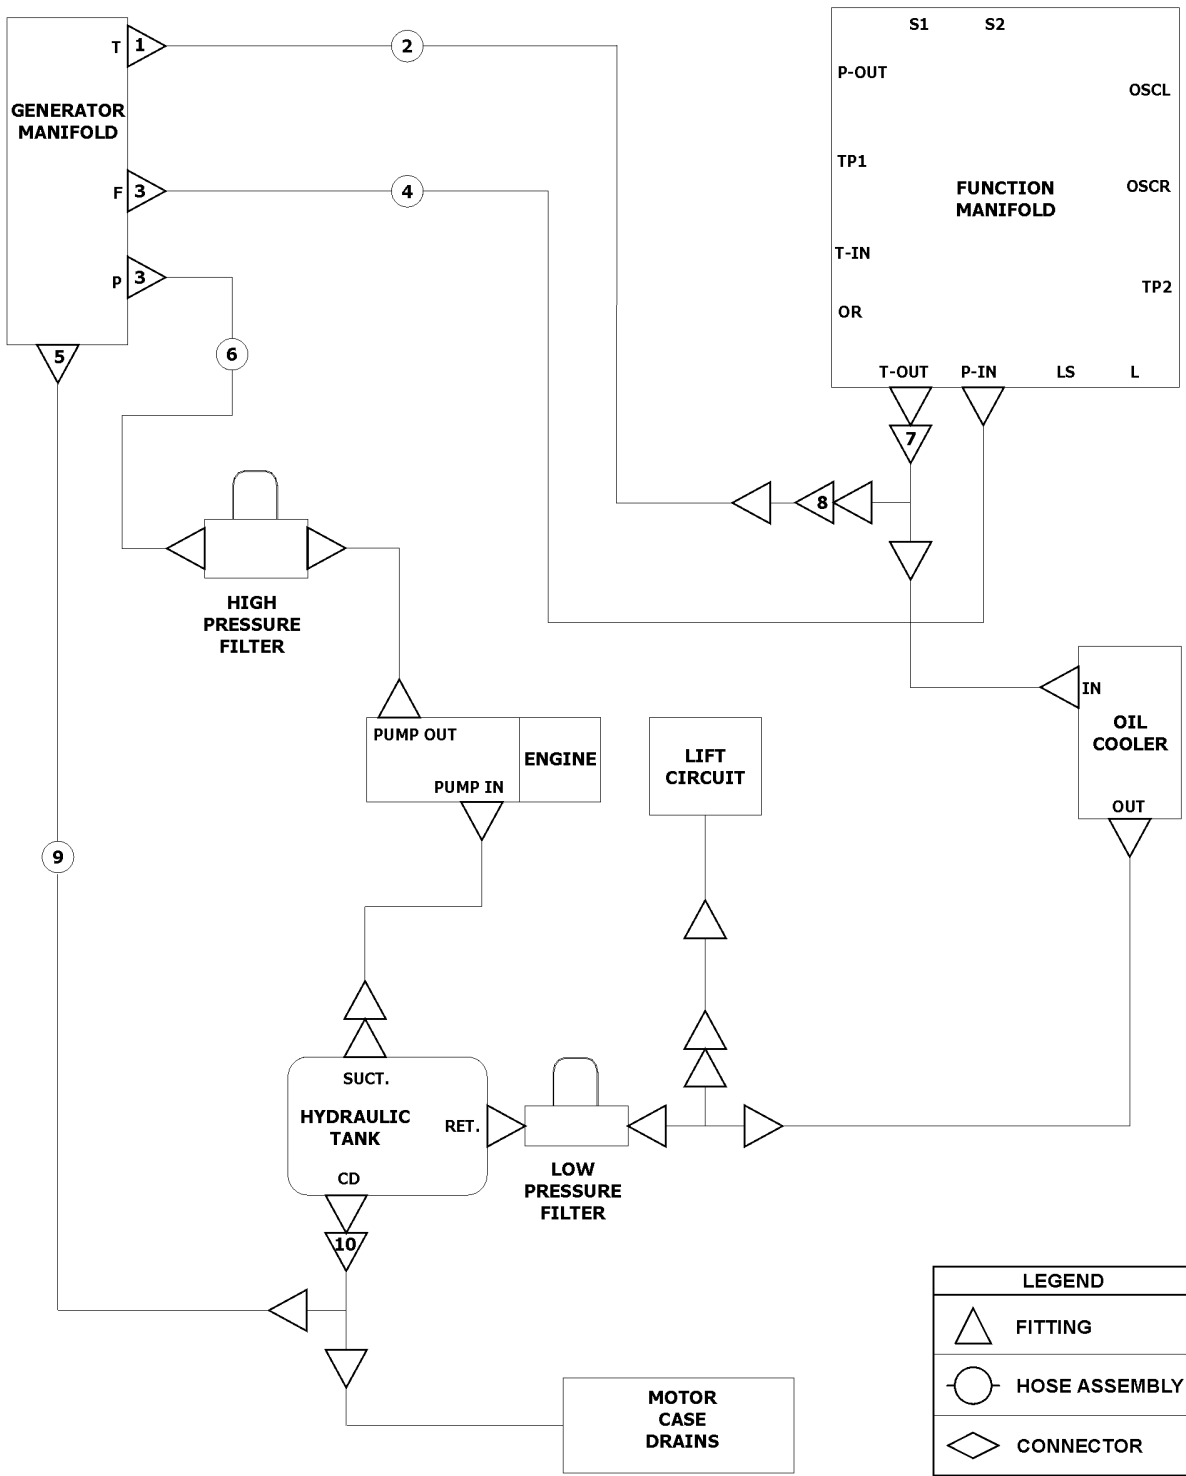 S1 S2
T 1 2
P-OUT
OSCL
GENERATOR
MANIFOLD
TP1
F 3 4
OSCR
FUNCTION
MANIFOLD
T-IN
P 3
TP2
OR
5
6
T-OUT P-IN LS L
7
8
HIGH
PRESSURE
FILTER
IN
OIL
COOLER
PUMP OUT
ENGINE
PUMP IN
LIFT
CIRCUIT
OUT
9
SUCT.
HYDRAULIC
TANK
RET.
CD
LOW
PRESSURE
FILTER
10
LEGEND
FITTING
HOSE ASSEMBLY
CONNECTOR
MOTOR
CASE
DRAINS